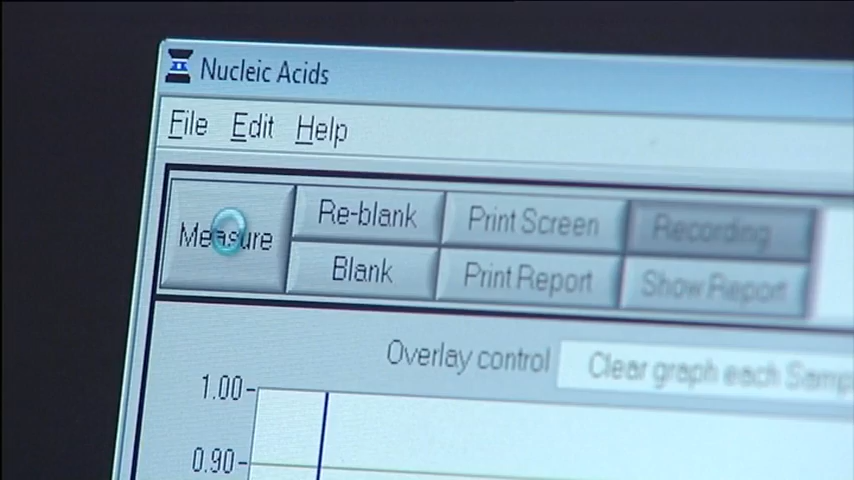 Nucleic Acids
File Edit Help
Measure
Re-blank
Print Screen
Recording
Blank
Print Report
Show Report
Overlay control
Clear graph each Samp
1.00
0.90